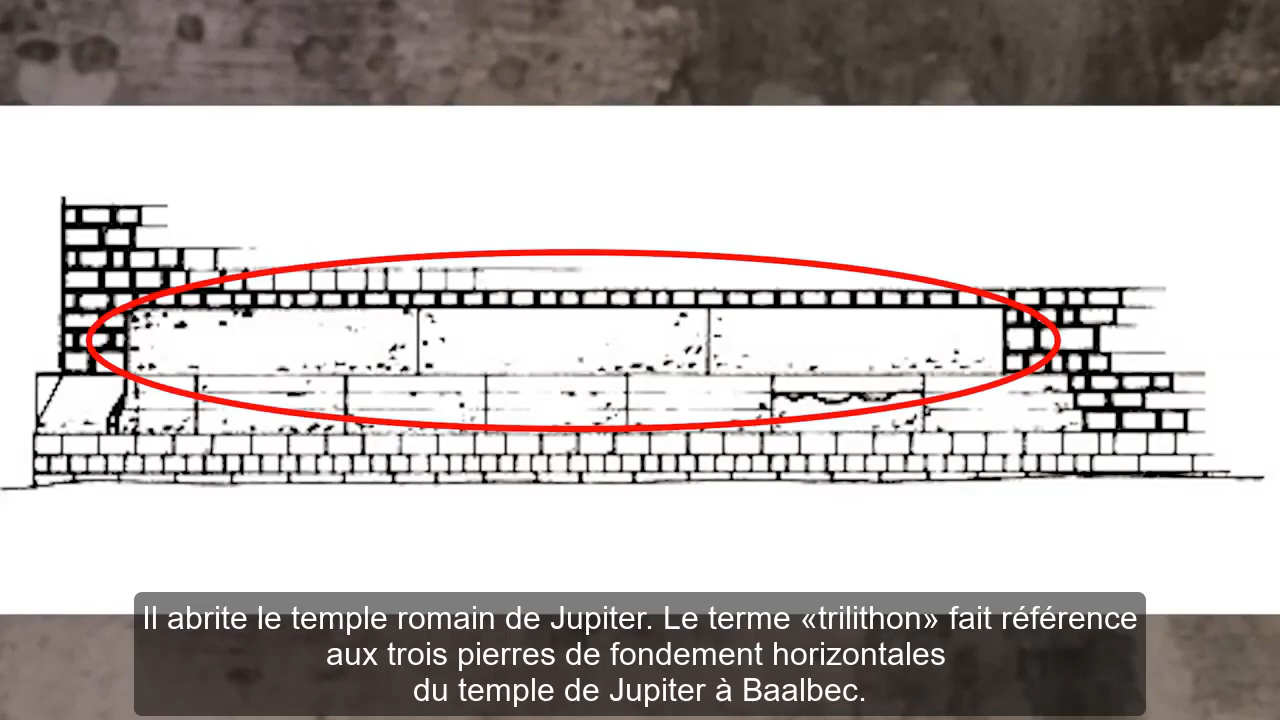 Il abrite le temple romain de Jupiter. Le terme «trilithon» fait référence
aux trois pierres de fondement horizontales
du temple de Jupiter à Baalbec.